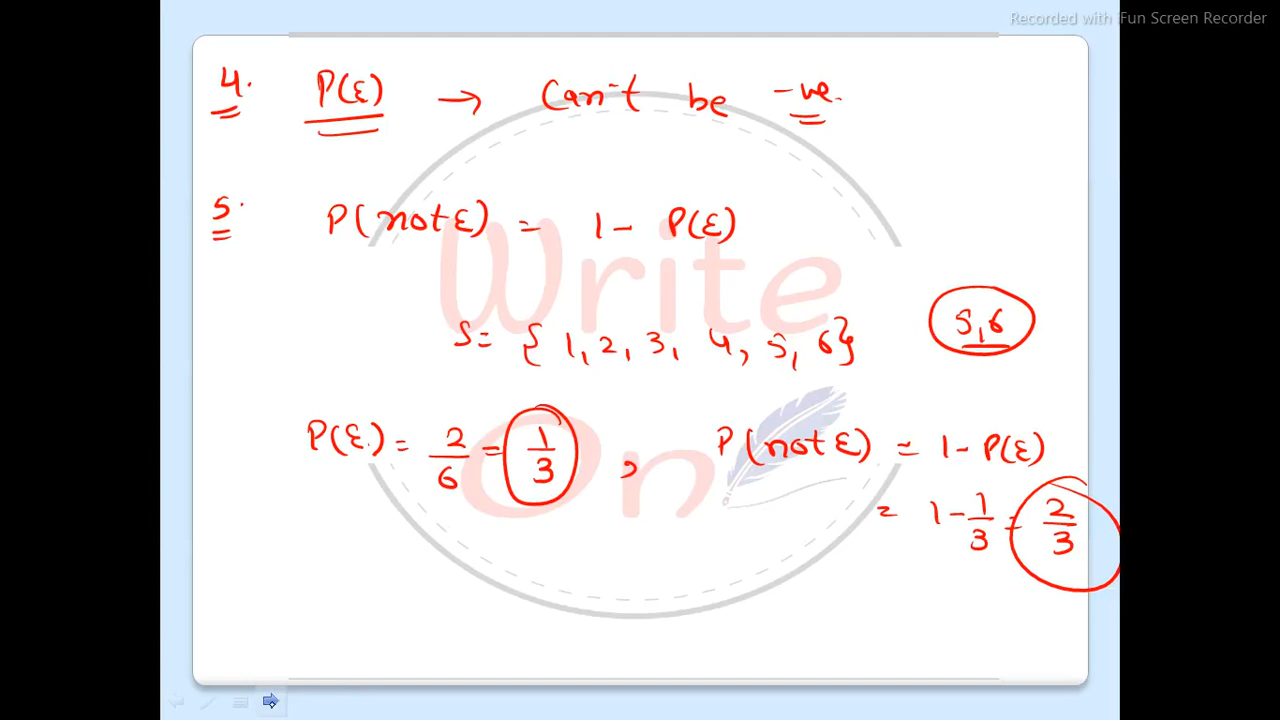 Recorded with iFun Screen Recorder
4. P(E) → Can't be -ve.
5. P(not E) = 1 - P(E)
S = { 1, 2, 3, 4, 5, 6} 5,6
P(E) = 2/6 = 1/3 , P(not E) = 1 - P(E)
= 1 - 1/3 = 2/3
Write
On